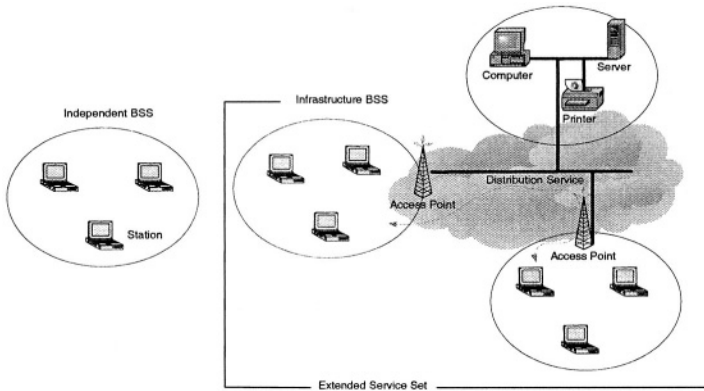 Computer
Server
Printer
Independent BSS
Infrastructure BSS
Distribution Service
Access Point
Station
Access Point
Extended Service Set